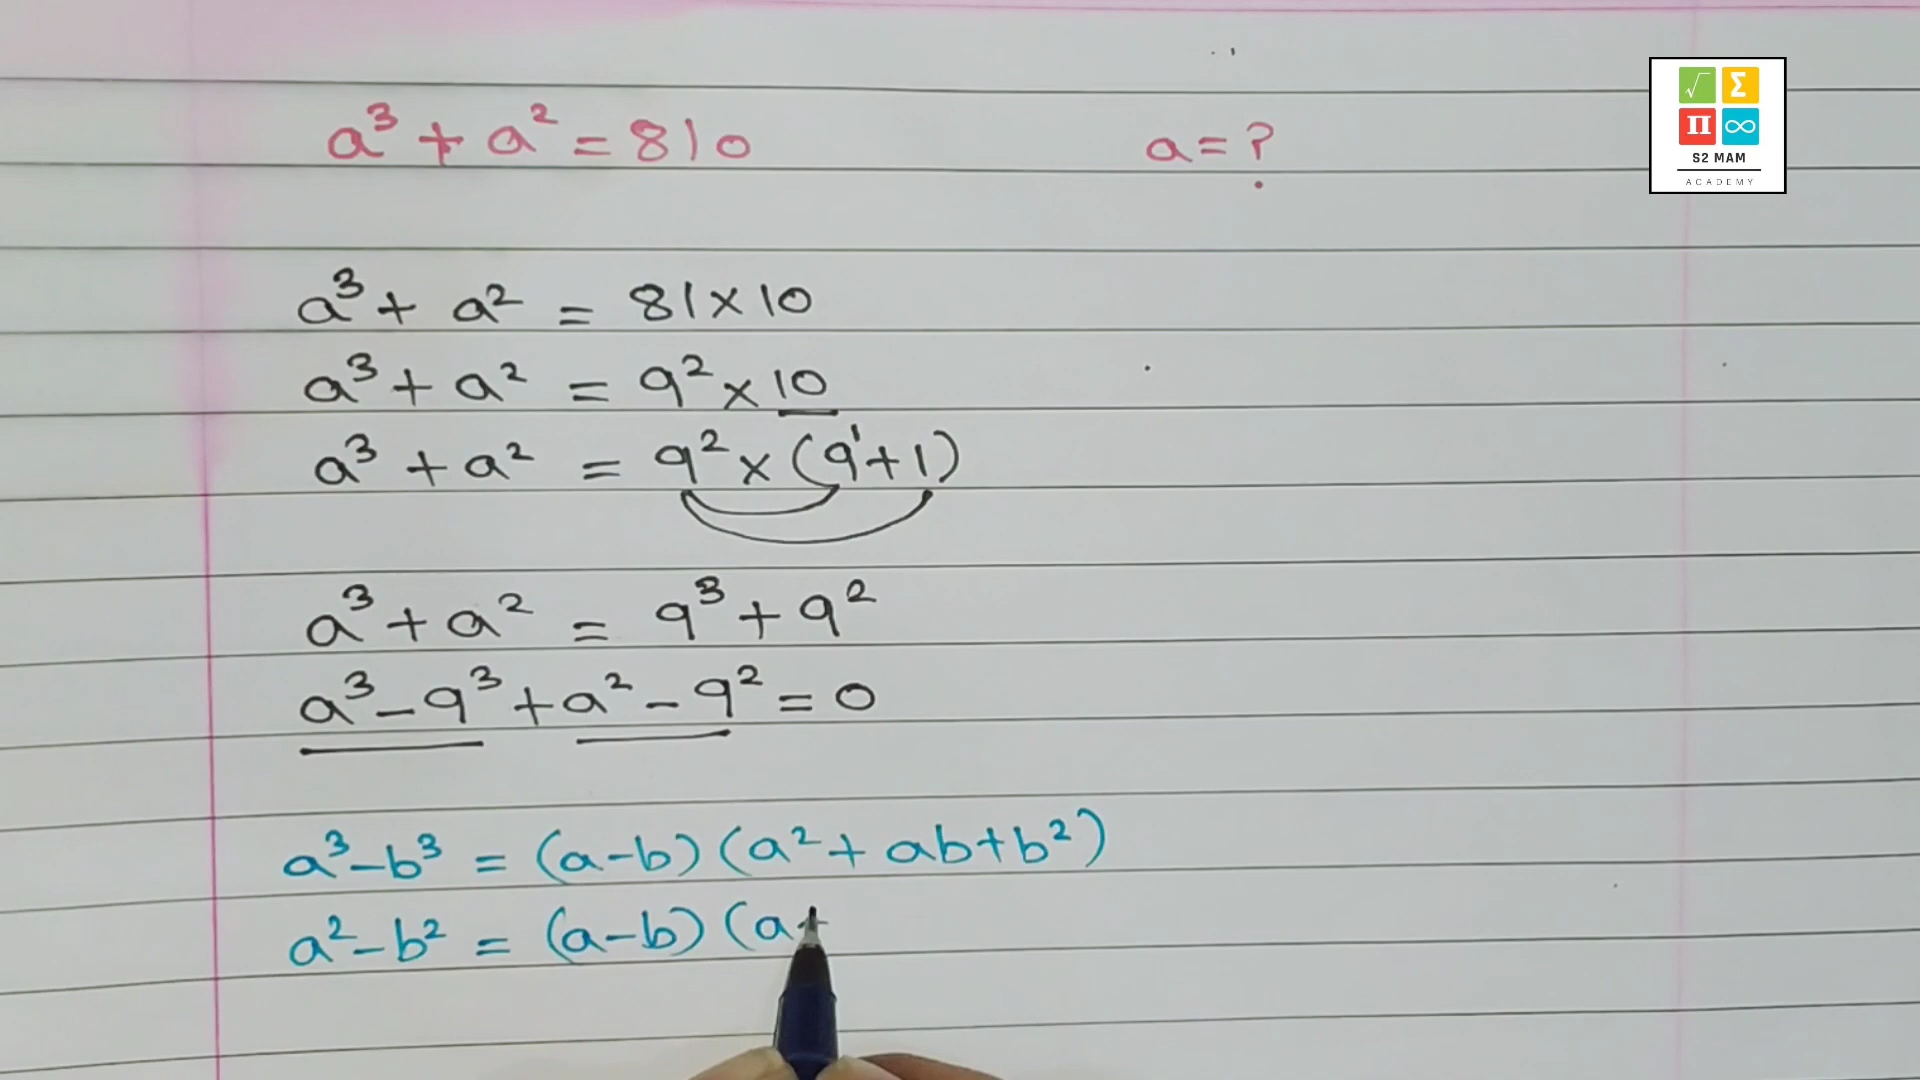 a³ + a² = 810 a = ?
√ Σ
π ∞
S2 MAM
ACADEMY
a³ + a² = 81 × 10
a³ + a² = 9² × 10
a³ + a² = 9² × (9¹ + 1)
a³ + a² = 9³ + 9²
a³ - 9³ + a² - 9² = 0
a³ - b³ = (a - b) (a² + ab + b²)
a² - b² = (a - b) (a +